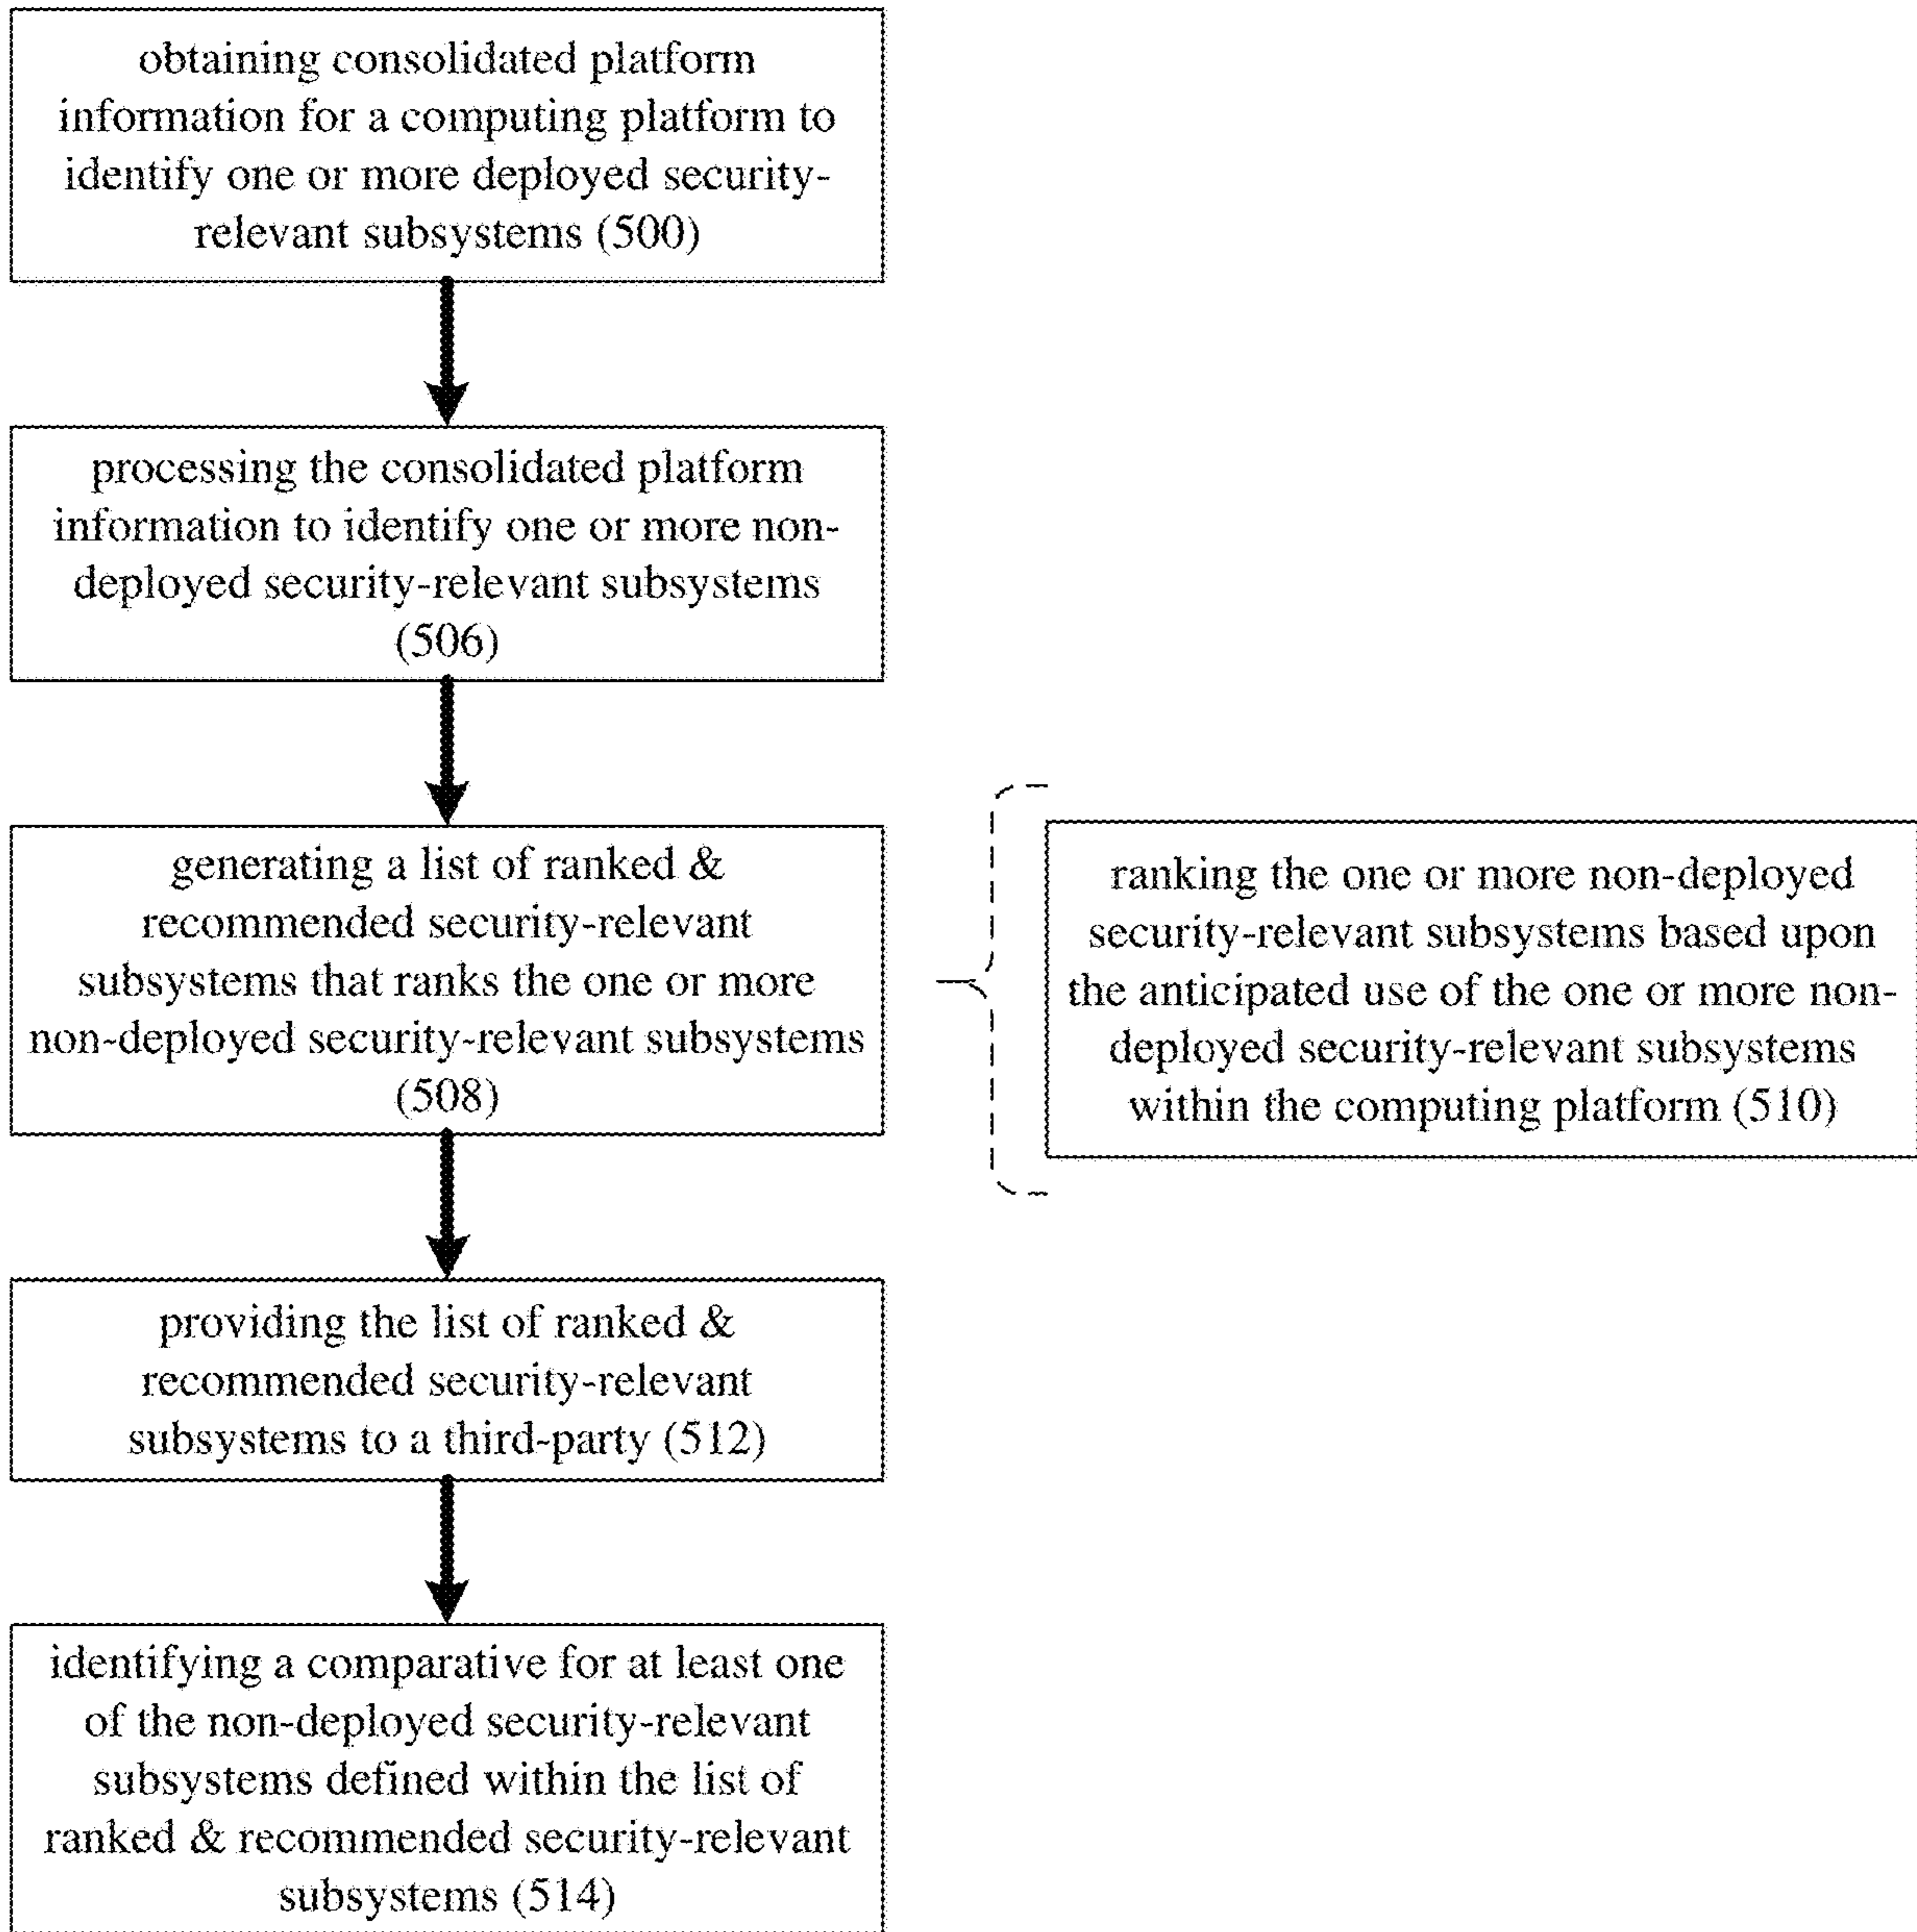 obtaining consolidated platform
information for a computing platform to
identify one or more deployed security-
relevant subsystems (500)
processing the consolidated platform
information to identify one or more non-
deployed security-relevant subsystems
(506)
generating a list of ranked &
recommended security-relevant
subsystems that ranks the one or more
non-deployed security-relevant subsystems
(508)
ranking the one or more non-deployed
security-relevant subsystems based upon
the anticipated use of the one or more non-
deployed security-relevant subsystems
within the computing platform (510)
providing the list of ranked &
recommended security-relevant
subsystems to a third-party (512)
identifying a comparative for at least one
of the non-deployed security-relevant
subsystems defined within the list of
ranked & recommended security-relevant
subsystems (514)